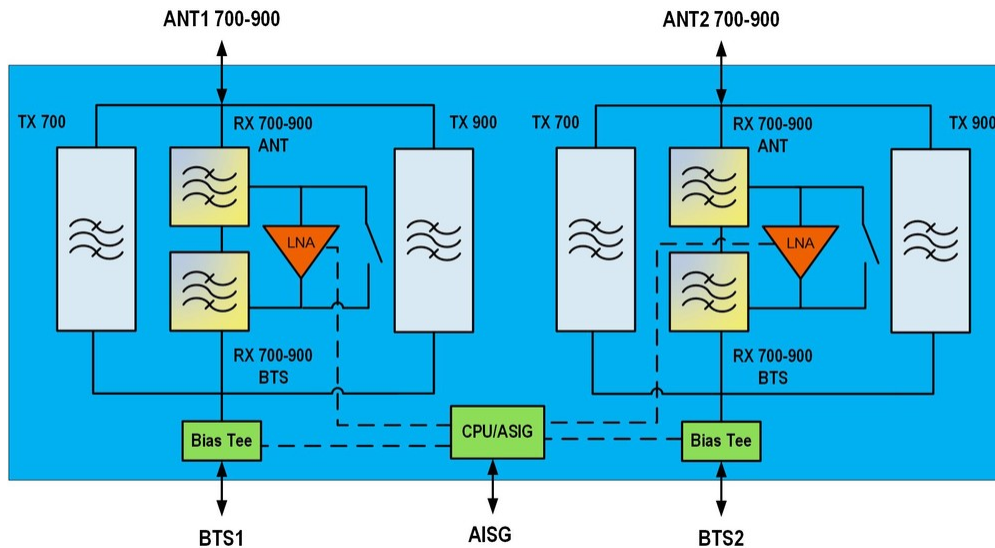 ANT1 700-900
ANT2 700-900
TX 700
RX 700-900
ANT
TX 900
TX 700
RX 700-900
ANT
TX 900
LNA
LNA
RX 700-900
BTS
RX 700-900
BTS
Bias Tee
CPU/ASIG
Bias Tee
BTS1
AISG
BTS2